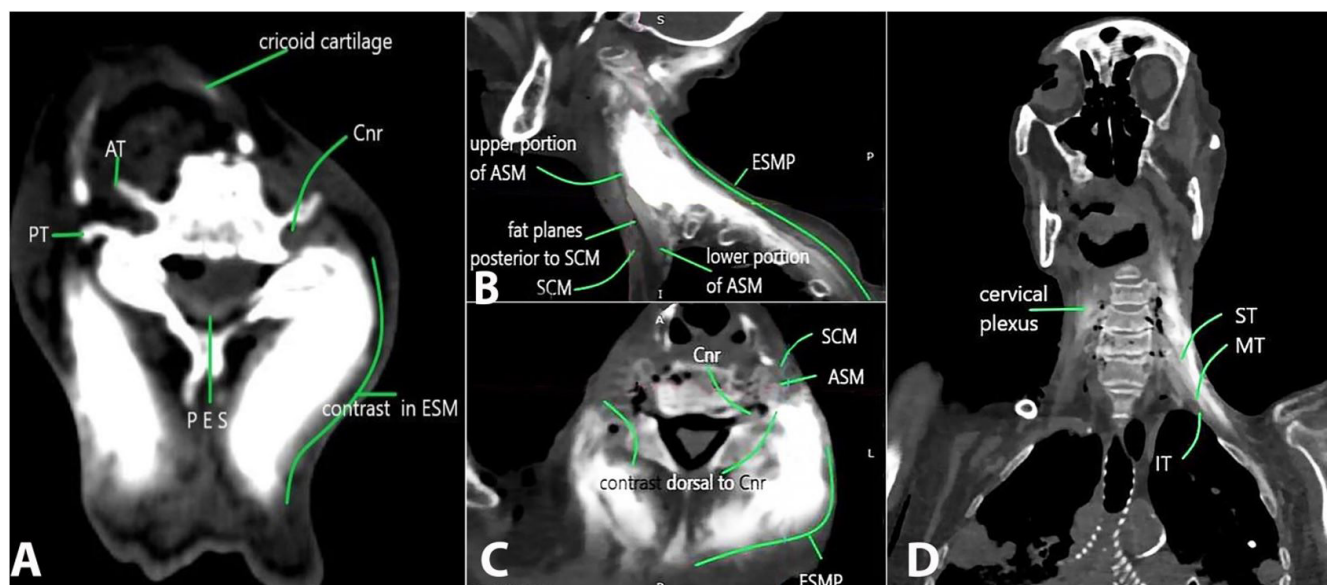 cricoid cartilage
AT
Cnr
PT
P E S
contrast in ESM
A
S
upper portion
of ASM
ESMP
P
fat planes
posterior to SCM
SCM
lower portion
of ASM
B
I
A
Cnr
SCM
ASM
L
contrast dorsal to Cnr
C
ESMP
P
cervical
plexus
ST
MT
IT
D